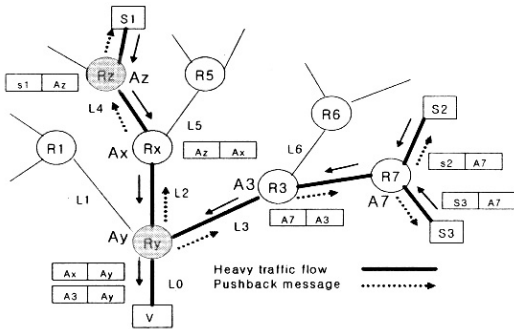 S1
Rz Az
s1 Az
R5
L4
L5
R6
S2
R1
Ax Rx
Az Ax
L6
s2 A7
A3 R3
R7
A7
S3 A7
L1
L2
A7 A3
L3
S3
Ay Ry
Ax Ay
A3 Ay
L0
V
Heavy traffic flow
Pushback message